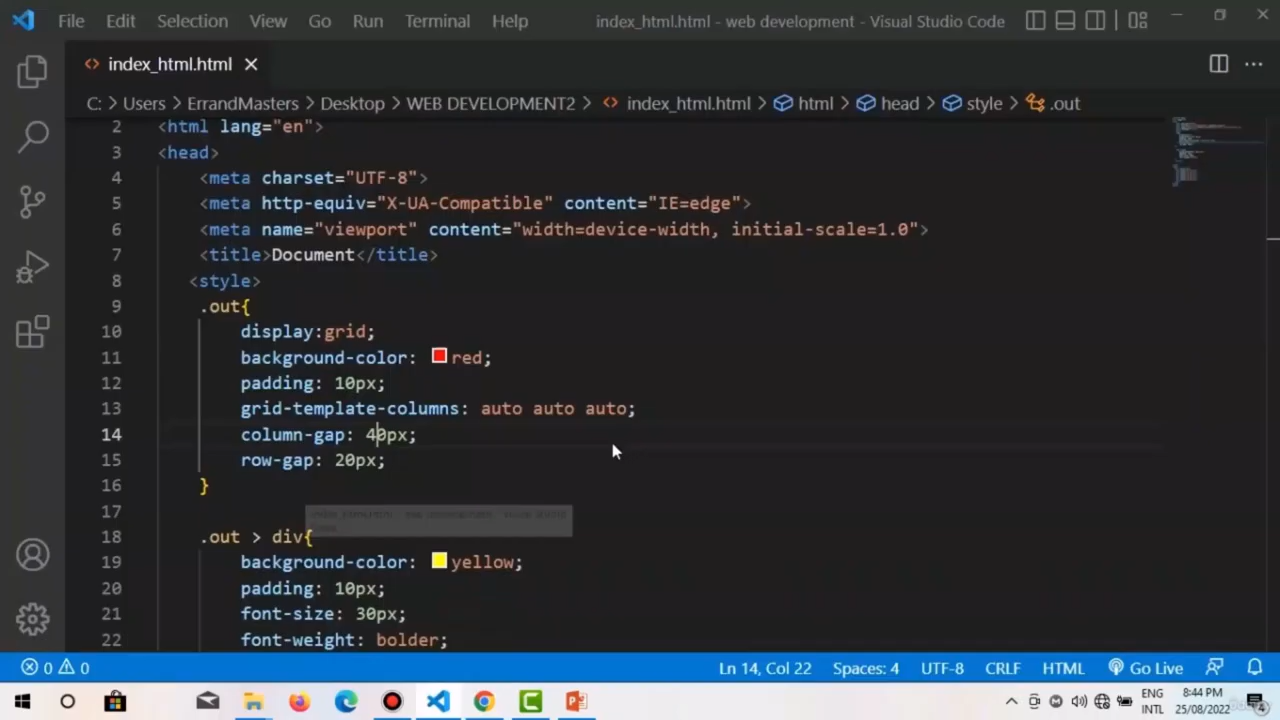 File Edit Selection View Go Run Terminal Help index_html.html - web development - Visual Studio Code
index_html.html
C: > Users > ErrandMasters > Desktop > WEB DEVELOPMENT2 > index_html.html > html > head > style > .out
2 <html lang="en">
3 <head>
4 <meta charset="UTF-8">
5 <meta http-equiv="X-UA-Compatible" content="IE=edge">
6 <meta name="viewport" content="width=device-width, initial-scale=1.0">
7 <title>Document</title>
8 <style>
9 .out{
10 display:grid;
11 background-color: red;
12 padding: 10px;
13 grid-template-columns: auto auto auto;
14 column-gap: 40px;
15 row-gap: 20px;
16 }
17
18 .out > div{
19 background-color: yellow;
20 padding: 10px;
21 font-size: 30px;
22 font-weight: bolder;
0 0 Ln 14, Col 22 Spaces: 4 UTF-8 CRLF HTML Go Live
ENG 8:44 PM
INTL 25/08/2022